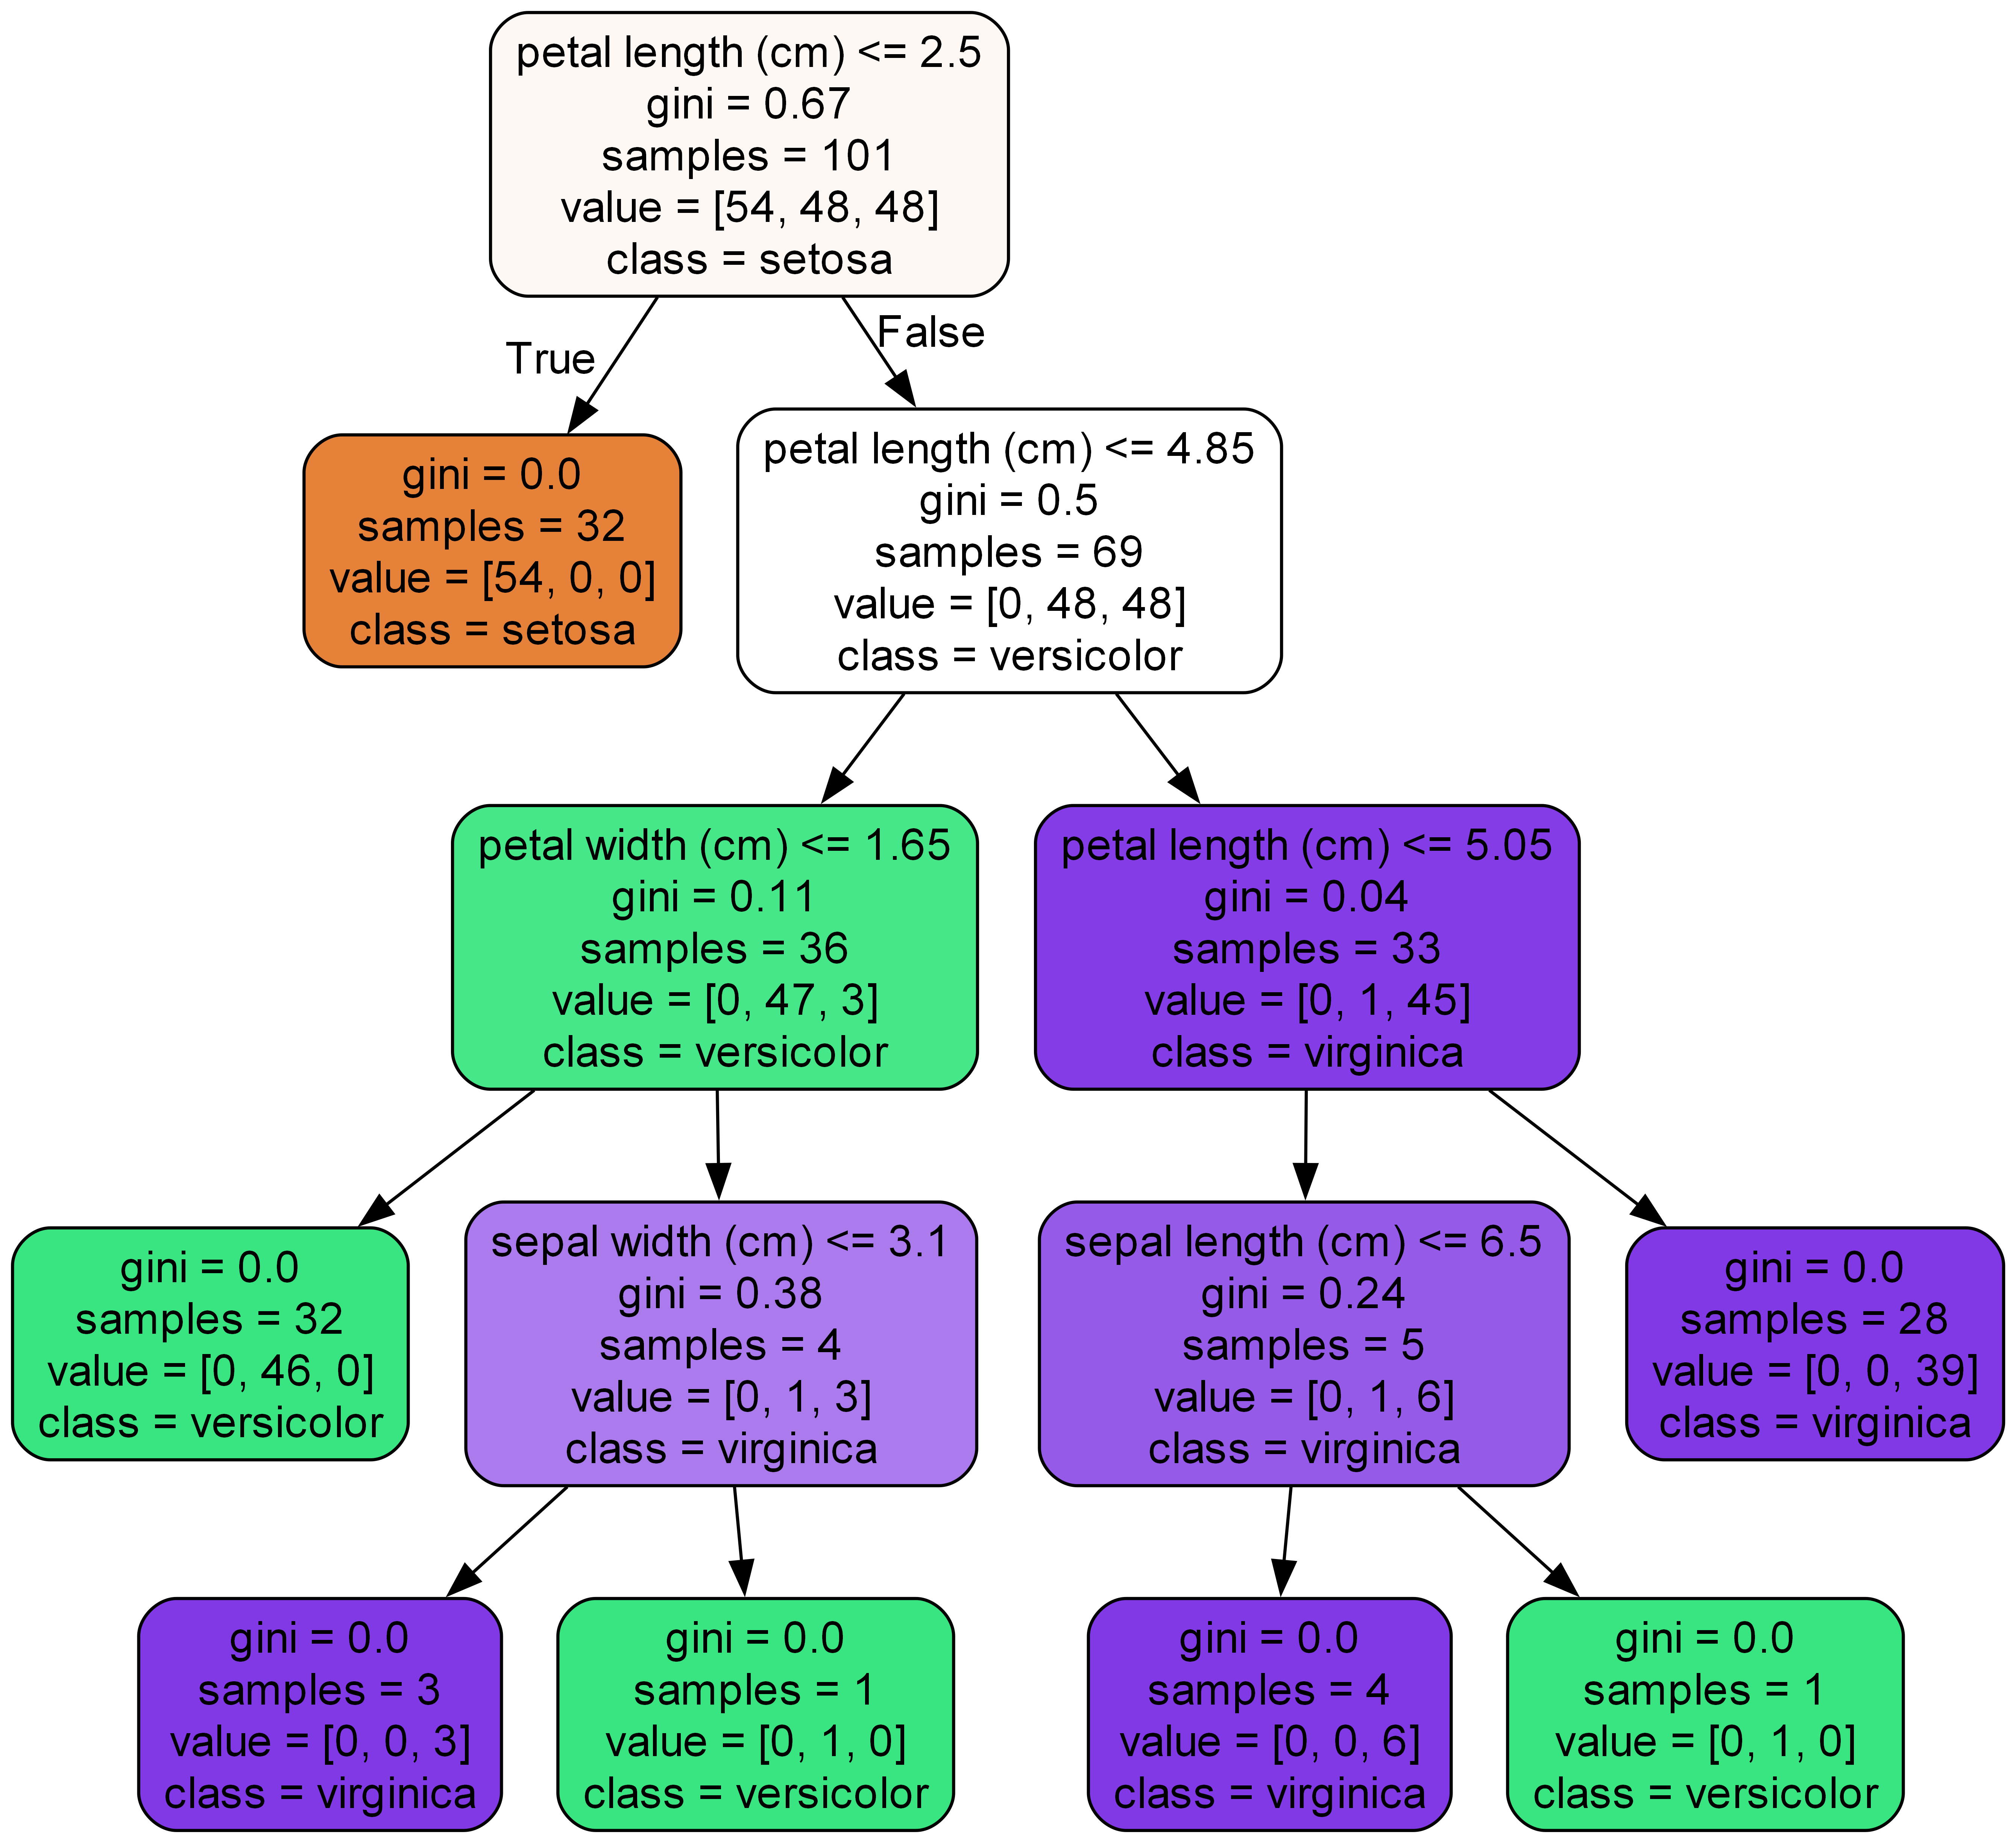 petal length (cm) <= 2.5
gini = 0.67
samples = 101
value = [54, 48, 48]
class = setosa
True
False
gini = 0.0
samples = 32
value = [54, 0, 0]
class = setosa
petal length (cm) <= 4.85
gini = 0.5
samples = 69
value = [0, 48, 48]
class = versicolor
petal width (cm) <= 1.65
gini = 0.11
samples = 36
value = [0, 47, 3]
class = versicolor
petal length (cm) <= 5.05
gini = 0.04
samples = 33
value = [0, 1, 45]
class = virginica
gini = 0.0
samples = 32
value = [0, 46, 0]
class = versicolor
sepal width (cm) <= 3.1
gini = 0.38
samples = 4
value = [0, 1, 3]
class = virginica
sepal length (cm) <= 6.5
gini = 0.24
samples = 5
value = [0, 1, 6]
class = virginica
gini = 0.0
samples = 28
value = [0, 0, 39]
class = virginica
gini = 0.0
samples = 3
value = [0, 0, 3]
class = virginica
gini = 0.0
samples = 1
value = [0, 1, 0]
class = versicolor
gini = 0.0
samples = 4
value = [0, 0, 6]
class = virginica
gini = 0.0
samples = 1
value = [0, 1, 0]
class = versicolor